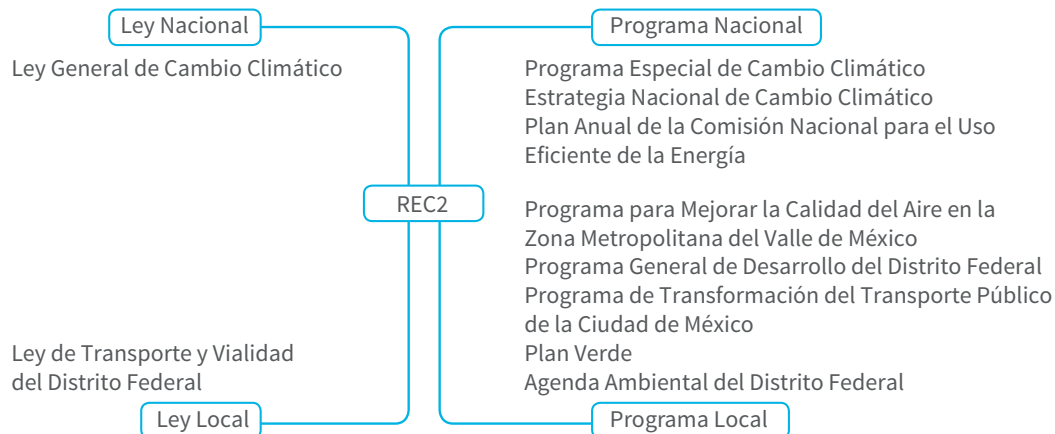 Ley Nacional
Ley General de Cambio Climático
Programa Nacional
Programa Especial de Cambio Climático
Estrategia Nacional de Cambio Climático
Plan Anual de la Comisión Nacional para el Uso
Eficiente de la Energía
REC2
Programa para Mejorar la Calidad del Aire en la
Zona Metropolitana del Valle de México
Programa General de Desarrollo del Distrito Federal
Programa de Transformación del Transporte Público
de la Ciudad de México
Plan Verde
Agenda Ambiental del Distrito Federal
Programa Local
Ley de Transporte y Vialidad
del Distrito Federal
Ley Local